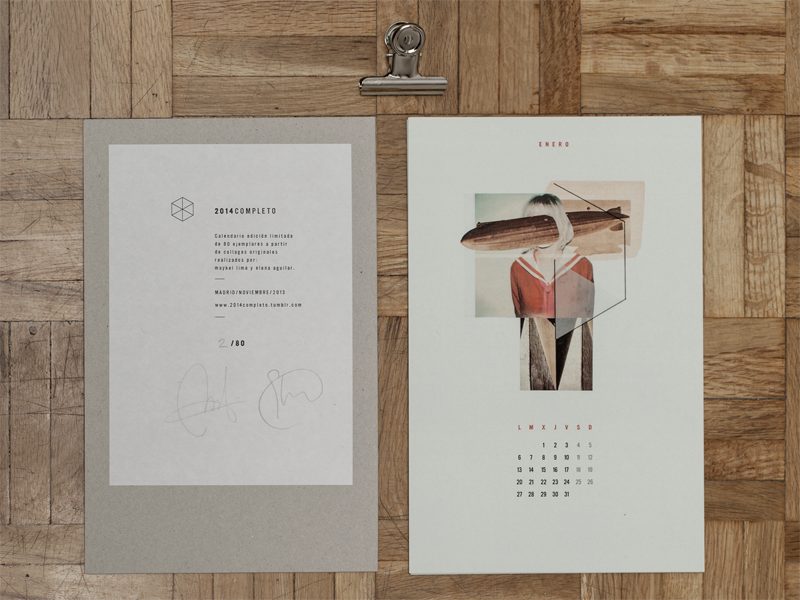 2014COMPLETO
Calendario edición limitada
de 80 ejemplares a partir
de collages originales
realizados por:
maykel lima y elena aguilar.
MADRID/NOVIEMBRE/2013
www.2014completo.tumblr.com
2/80
ENERO
L M X J V S D
1 2 3 4 5
6 7 8 9 10 11 12
13 14 15 16 17 18 19
20 21 22 23 24 25 26
27 28 29 30 31